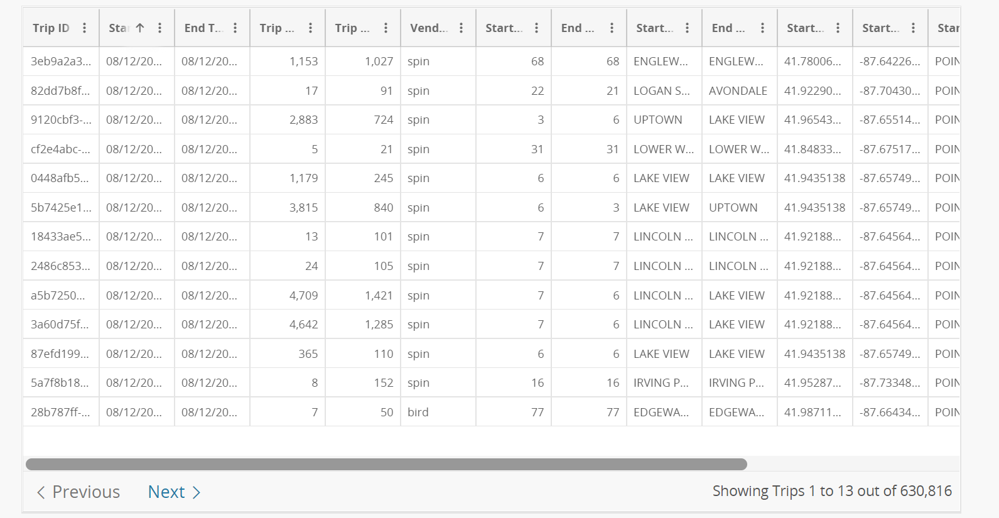 Trip ID Star End T... Trip ... Trip ... Vend... Start... End ... Start... End ... Start... Start... Star
3eb9a2a3... 08/12/20... 08/12/20... 1,153 1,027 spin 68 68 ENGLEW... ENGLEW... 41.78006... -87.64226... POIN
82dd7b8f... 08/12/20... 08/12/20... 17 91 spin 22 21 LOGAN S... AVONDALE 41.92290... -87.70430... POIN
9120cbf3-... 08/12/20... 08/12/20... 2,883 724 spin 3 6 UPTOWN LAKE VIEW 41.96543... -87.65514... POIN
cf2e4abc-... 08/12/20... 08/12/20... 5 21 spin 31 31 LOWER W... LOWER W... 41.84833... -87.67517... POIN
0448afb5... 08/12/20... 08/12/20... 1,179 245 spin 6 6 LAKE VIEW LAKE VIEW 41.9435138 -87.65749... POIN
5b7425e1... 08/12/20... 08/12/20... 3,815 840 spin 6 3 LAKE VIEW UPTOWN 41.9435138 -87.65749... POIN
18433ae5... 08/12/20... 08/12/20... 13 101 spin 7 7 LINCOLN ... LINCOLN ... 41.92188... -87.64564... POIN
2486c853... 08/12/20... 08/12/20... 24 105 spin 7 7 LINCOLN ... LINCOLN ... 41.92188... -87.64564... POIN
a5b7250... 08/12/20... 08/12/20... 4,709 1,421 spin 7 6 LINCOLN ... LAKE VIEW 41.92188... -87.64564... POIN
3a60d75f... 08/12/20... 08/12/20... 4,642 1,285 spin 7 6 LINCOLN ... LAKE VIEW 41.92188... -87.64564... POIN
87efd199... 08/12/20... 08/12/20... 365 110 spin 6 6 LAKE VIEW LAKE VIEW 41.9435138 -87.65749... POIN
5a7f8b18... 08/12/20... 08/12/20... 8 152 spin 16 16 IRVING P... IRVING P... 41.95287... -87.73348... POIN
28b787ff-... 08/12/20... 08/12/20... 7 50 bird 77 77 EDGEWA... EDGEWA... 41.98711... -87.66434... POIN
Previous Next Showing Trips 1 to 13 out of 630,816